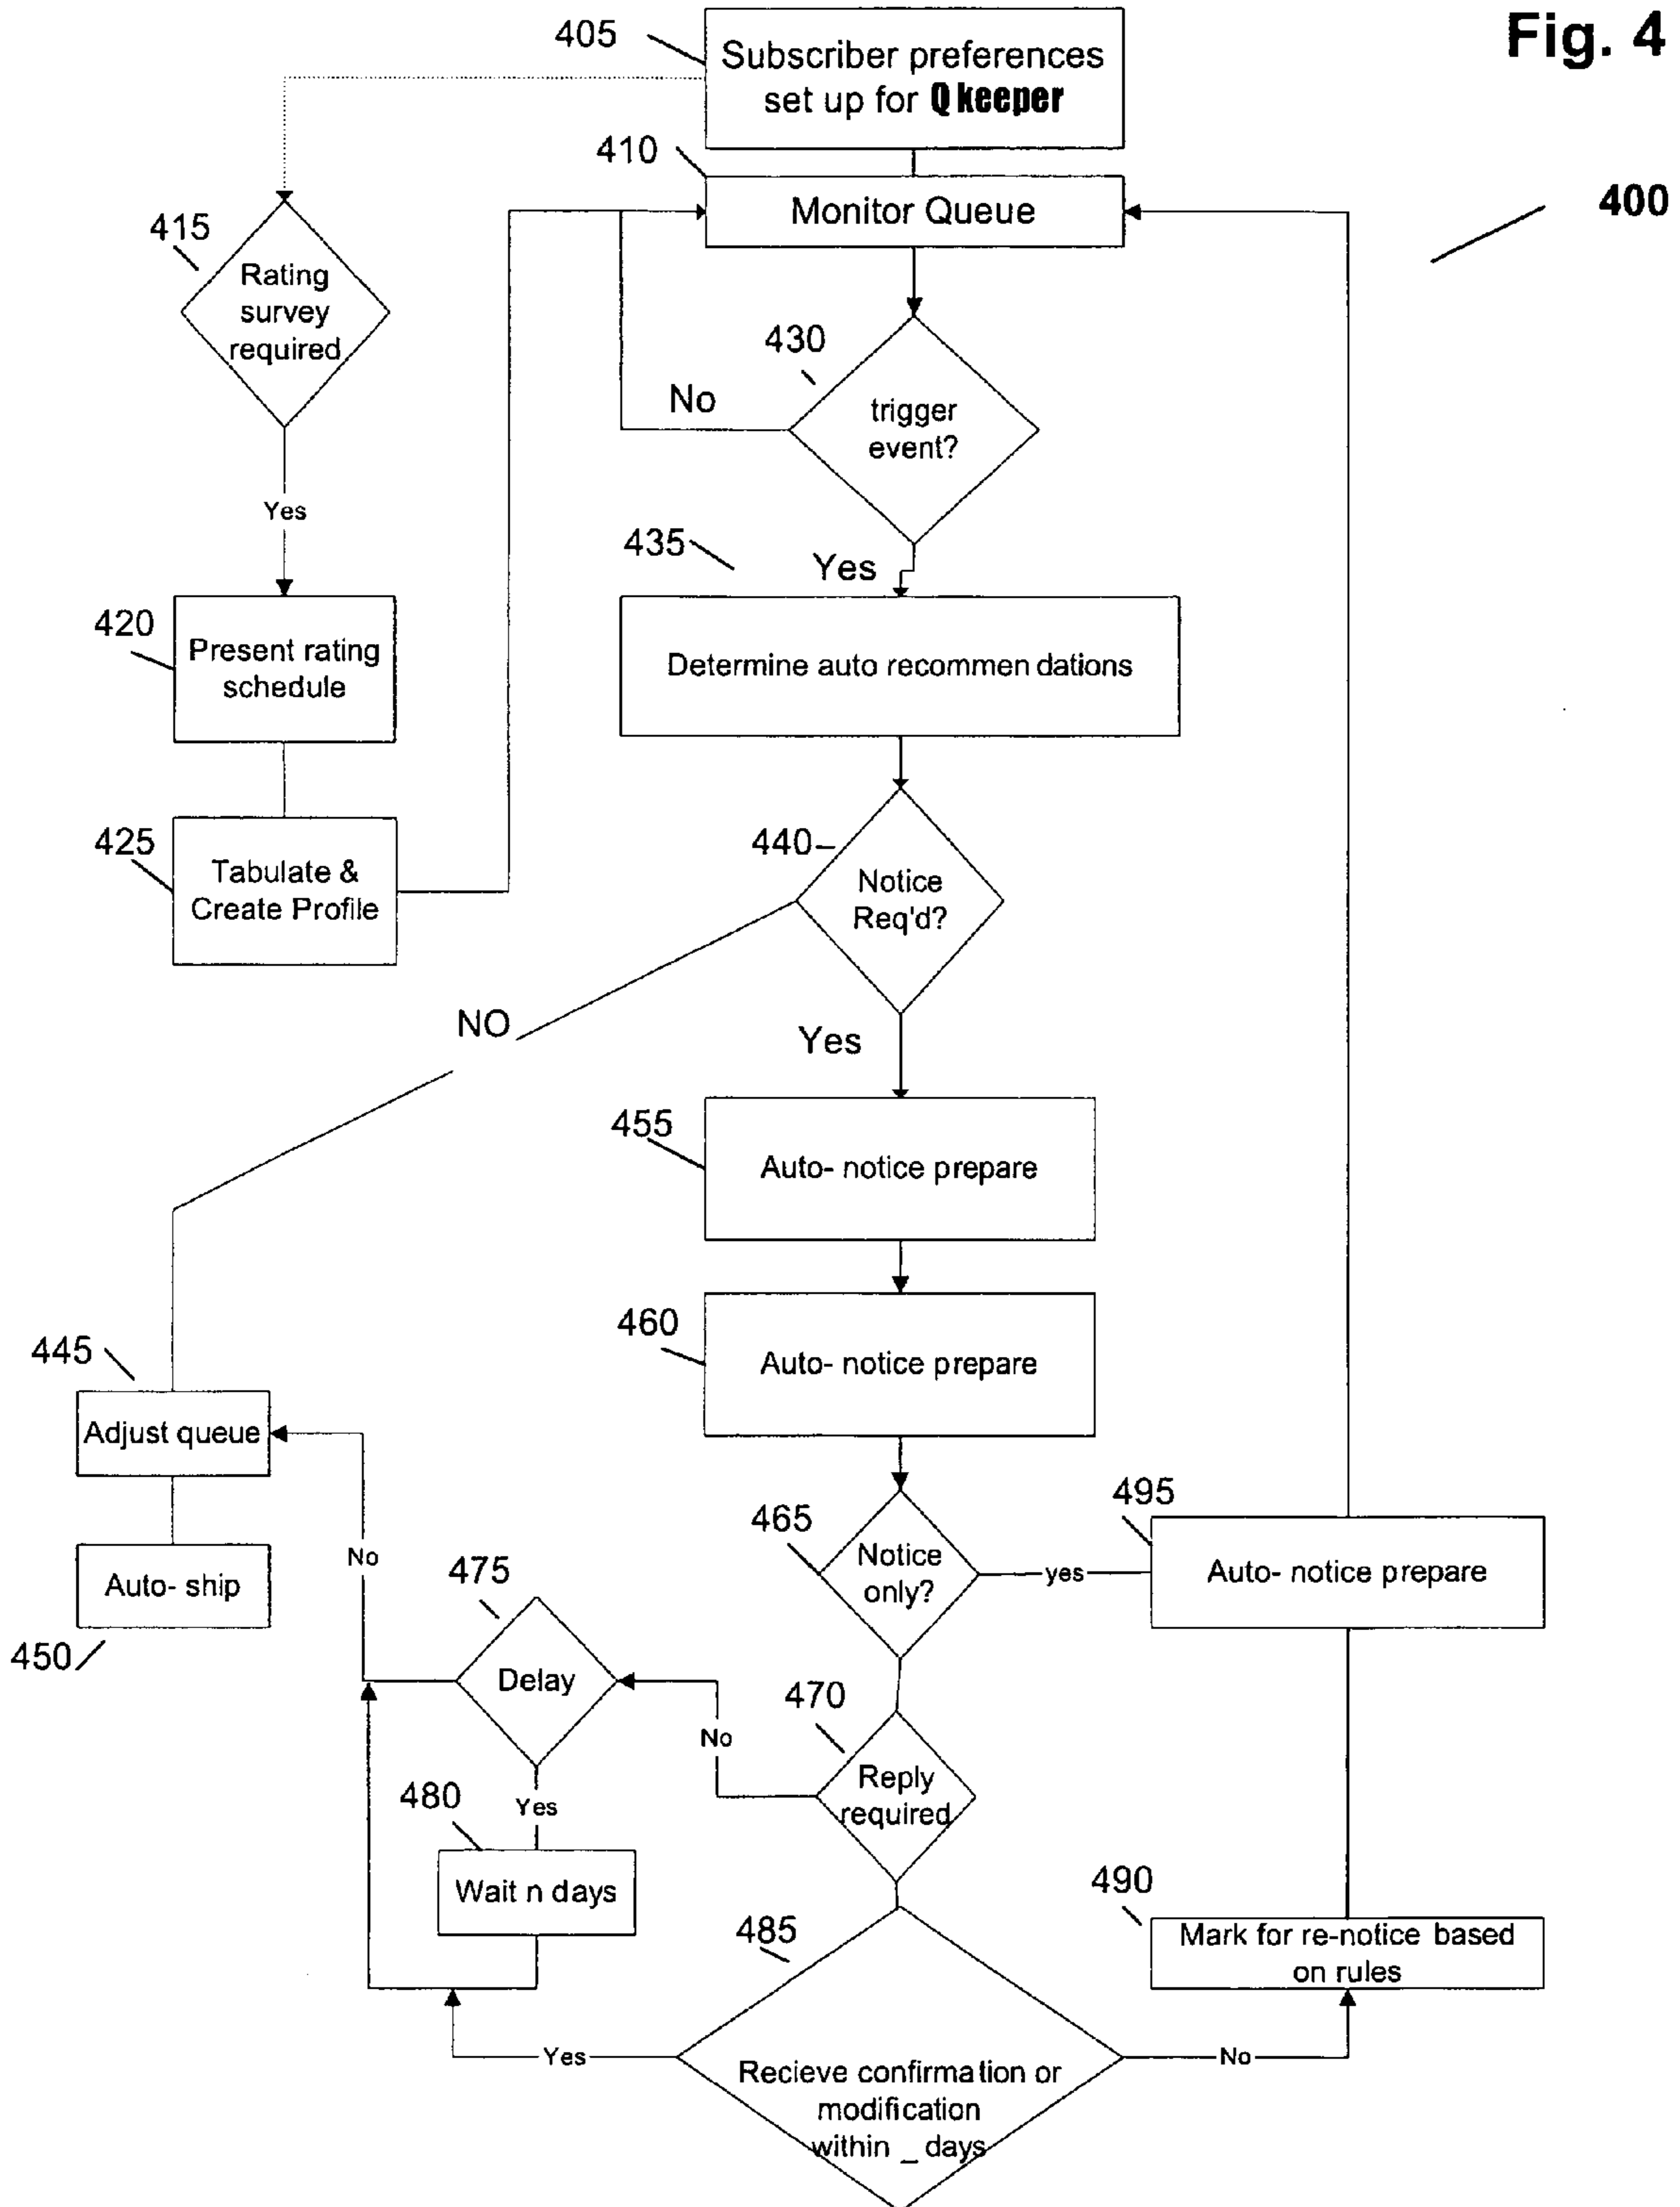 Fig. 4
405
Subscriber preferences
set up for Q keeper
410
Monitor Queue
400
415
Rating
survey
required
430
trigger
event?
No
Yes
435
Yes
420
Present rating
schedule
Determine auto recommen dations
425
Tabulate &
Create Profile
440
Notice
Req'd?
NO
Yes
455
Auto- notice prepare
460
Auto- notice prepare
445
Adjust queue
465
Notice
only?
yes
495
Auto- notice prepare
No
475
Delay
Auto- ship
450
470
Reply
required
No
Yes
480
Wait n days
490
Mark for re-notice based
on rules
485
Recieve confirmation or
modification
within _ days
Yes
No